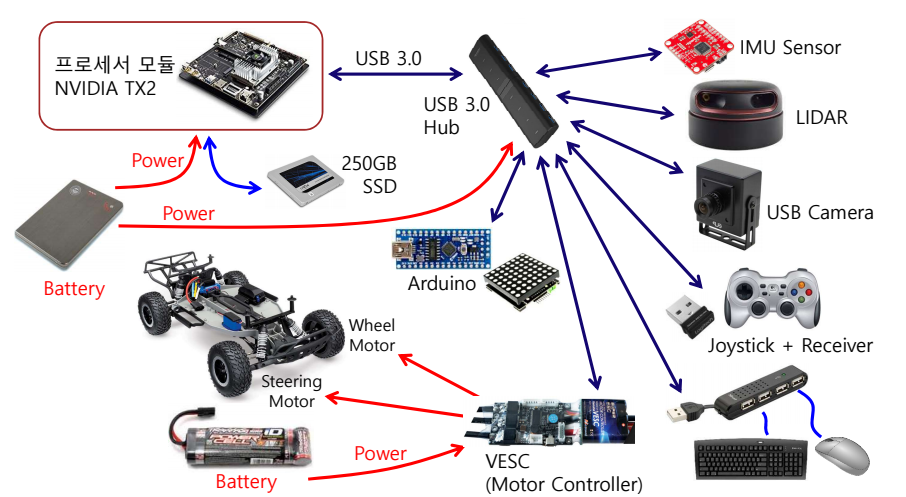 프로세서 모듈
NVIDIA TX2
USB 3.0
USB 3.0
Hub
IMU Sensor
LIDAR
USB Camera
Joystick + Receiver
Power
250GB
SSD
Power
Battery
Arduino
Wheel
Motor
Steering
Motor
Battery
Power
VESC
VESC
(Motor Controller)